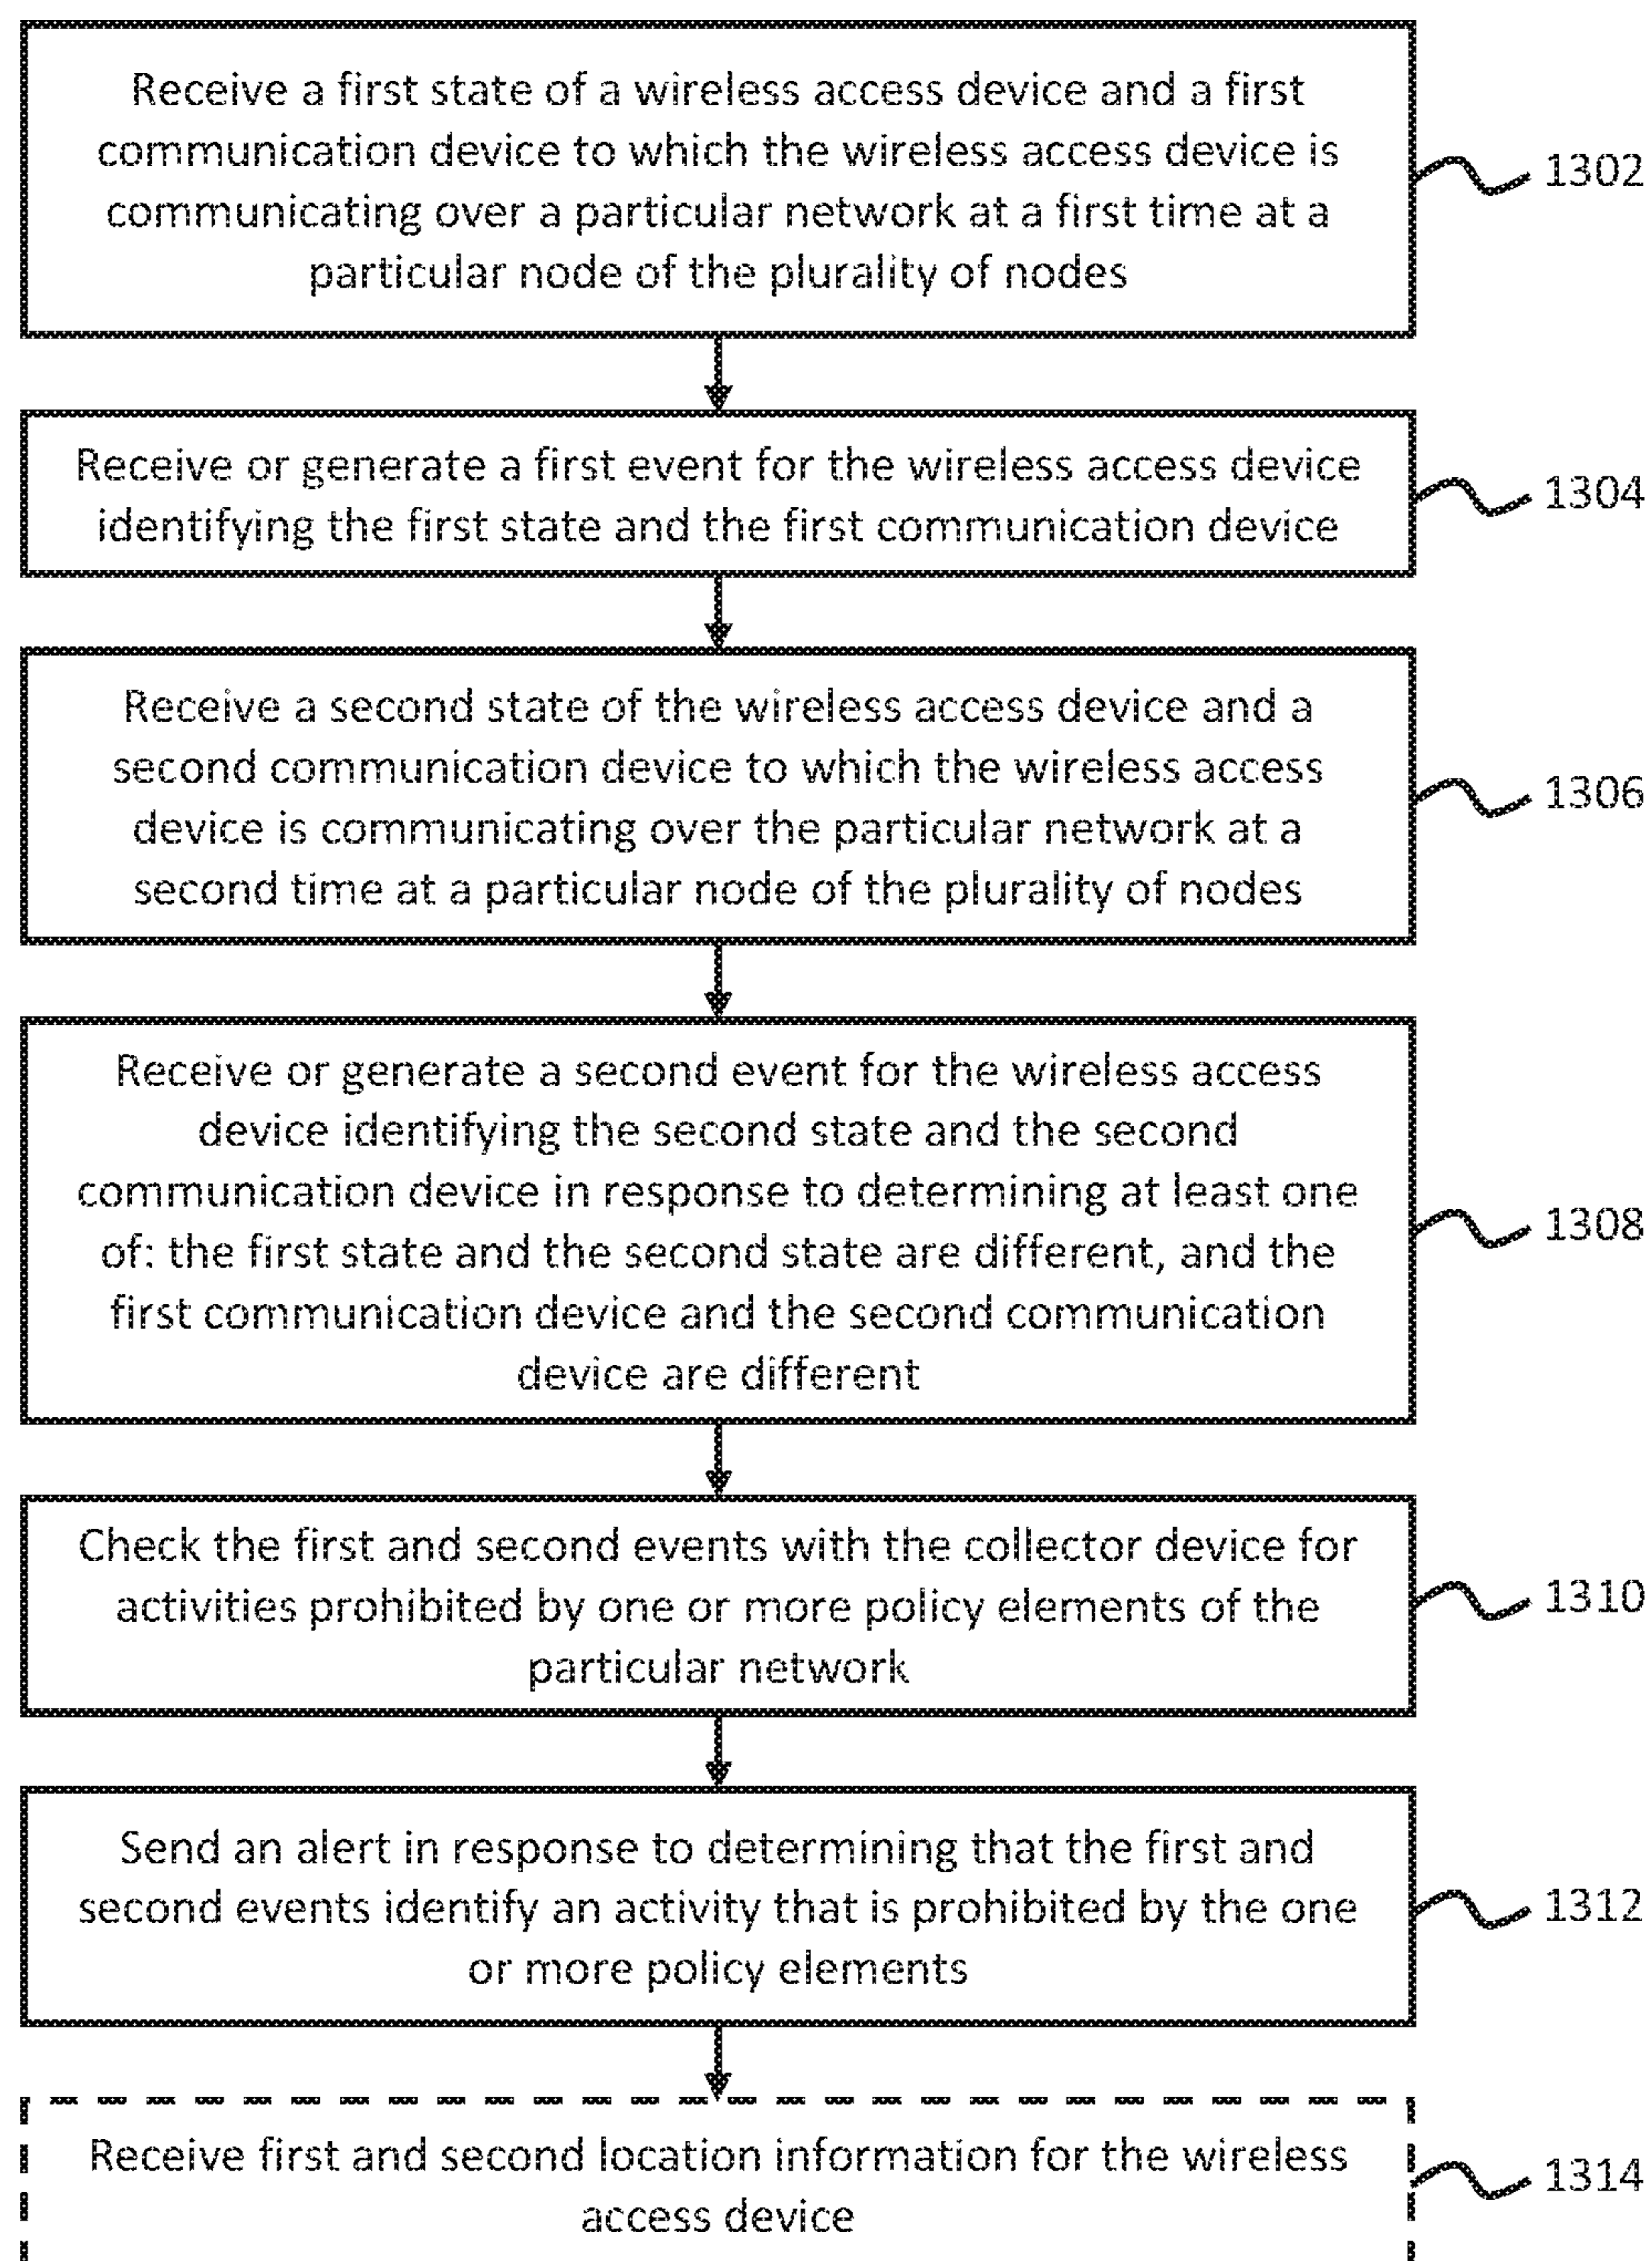 Receive a first state of a wireless access device and a first
communication device to which the wireless access device is
communicating over a particular network at a first time at a
particular node of the plurality of nodes
1302
Receive or generate a first event for the wireless access device
identifying the first state and the first communication device
1304
Receive a second state of the wireless access device and a
second communication device to which the wireless access
device is communicating over the particular network at a
second time at a particular node of the plurality of nodes
1306
Receive or generate a second event for the wireless access
device identifying the second state and the second
communication device in response to determining at least one
of: the first state and the second state are different, and the
first communication device and the second communication
device are different
1308
Check the first and second events with the collector device for
activities prohibited by one or more policy elements of the
particular network
1310
Send an alert in response to determining that the first and
second events identify an activity that is prohibited by the one
or more policy elements
1312
Receive first and second location information for the wireless
access device
1314